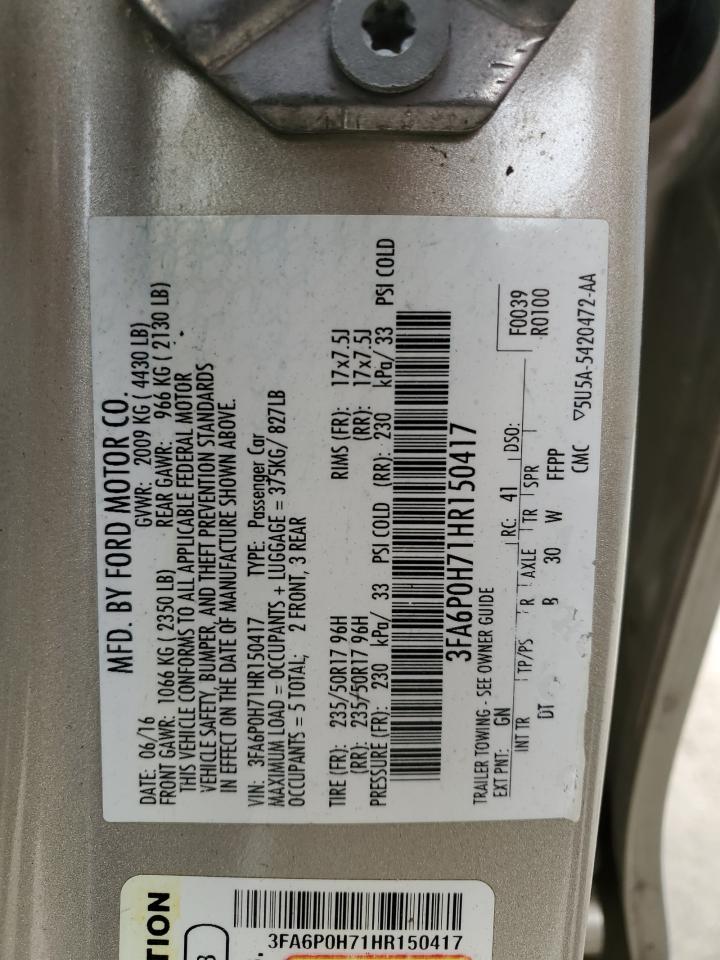 MFD. BY FORD MOTOR CO.
DATE: 06/16 GVWR: 2009 KG ( 4430 LB)
FRONT GAWR: 1066 KG ( 2350 LB) REAR GAWR: 966 KG ( 2130 LB)
THIS VEHICLE CONFORMS TO ALL APPLICABLE FEDERAL MOTOR
VEHICLE SAFETY, BUMPER, AND THEFT PREVENTION STANDARDS
IN EFFECT ON THE DATE OF MANUFACTURE SHOWN ABOVE.
VIN: 3FA6P0H71HR150417 TYPE: Passenger Car
MAXIMUM LOAD = OCCUPANTS + LUGGAGE = 375KG/ 827LB
OCCUPANTS = 5 TOTAL; 2 FRONT, 3 REAR
TIRE (FR): 235/50R17 96H RIMS (FR): 17x7.5J
(RR): 235/50R17 96H (RR): 17x7.5J
PRESSURE (FR): 230 kPa/ 33 PSI COLD (RR): 230 kPa/ 33 PSI COLD
3FA6P0H71HR150417
TRAILER TOWING - SEE OWNER GUIDE
EXT PNT: GN RC: 41 DSO: F0039
R0100
INT TR TP/PS R AXLE TR SPR
DT B 30 W FFPP
CMC ▽5U5A-5420472-AA
TION
3FA6P0H71HR150417